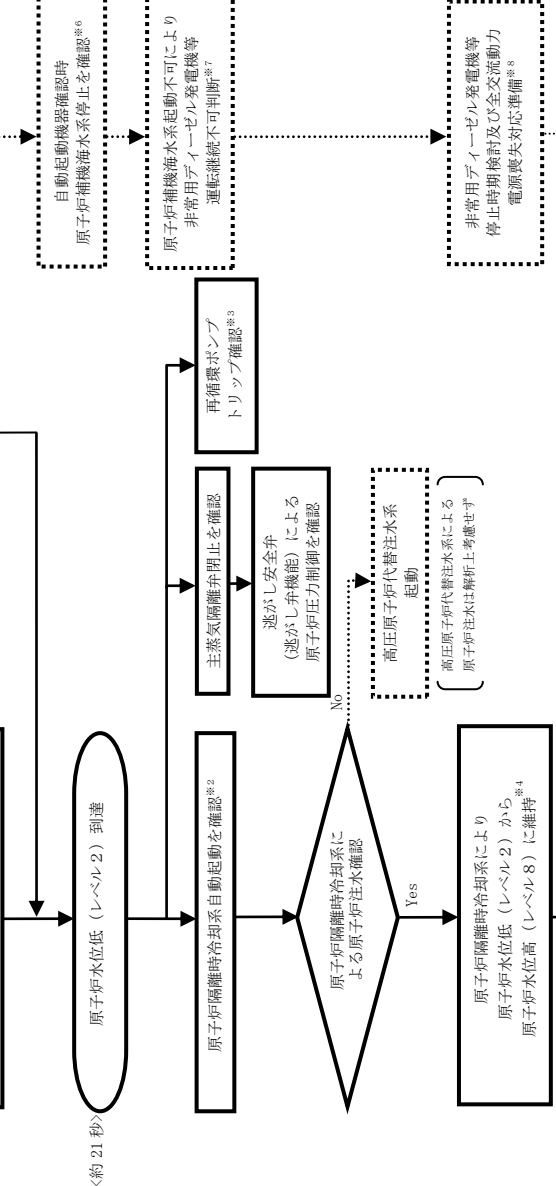 自動起動機器確認時
原子炉補機海水系停止を確認※6
原子炉補機海水系起動不可により
非常用ディーゼル発電機等
運転継続不可判断※7
非常用ディーゼル発電機等
停止時期検討及び全交流動力
電源喪失対応準備※8
再循環ポンプ
トリップ確認※3
主蒸気隔離弁閉止を確認
逃がし安全弁
（逃がし弁機能）による
原子炉圧力制御を確認
高圧原子炉代替注水系
起動
高圧原子炉代替注水系による
原子炉注水は解析上考慮せず
<約 21 秒>
原子炉水位低（レベル２）到達
原子炉隔離時冷却系自動起動を確認※2
原子炉隔離時冷却系に
よる原子炉注水確認
No
Yes
原子炉隔離時冷却系により
原子炉水位低（レベル２）から
原子炉水位高（レベル８）に維持※4